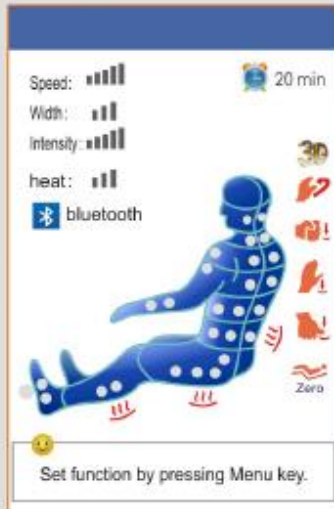 Speed:
20 min
Width:
Intensity:
heat:
bluetooth
3D
Zero
Set function by pressing Menu key.